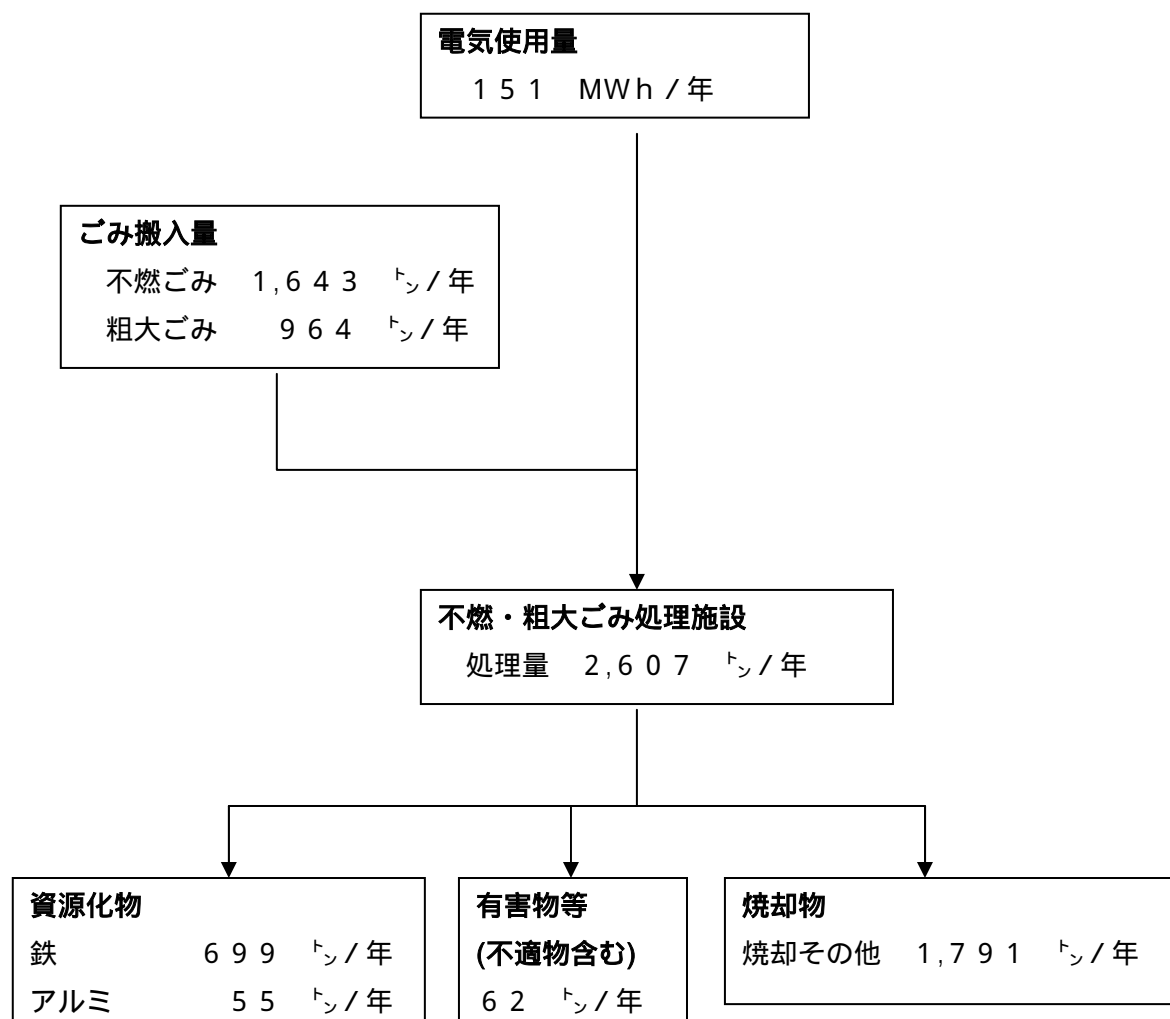 電気使用量
151 MWh/年
ごみ搬入量
不燃ごみ 1,643 ㌧/年
粗大ごみ 964 ㌧/年
不燃・粗大ごみ処理施設
処理量 2,607 ㌧/年
資源化物
鉄 699 ㌧/年
アルミ 55 ㌧/年
有害物等
(不適物含む)
62 ㌧/年
焼却物
焼却その他 1,791 ㌧/年